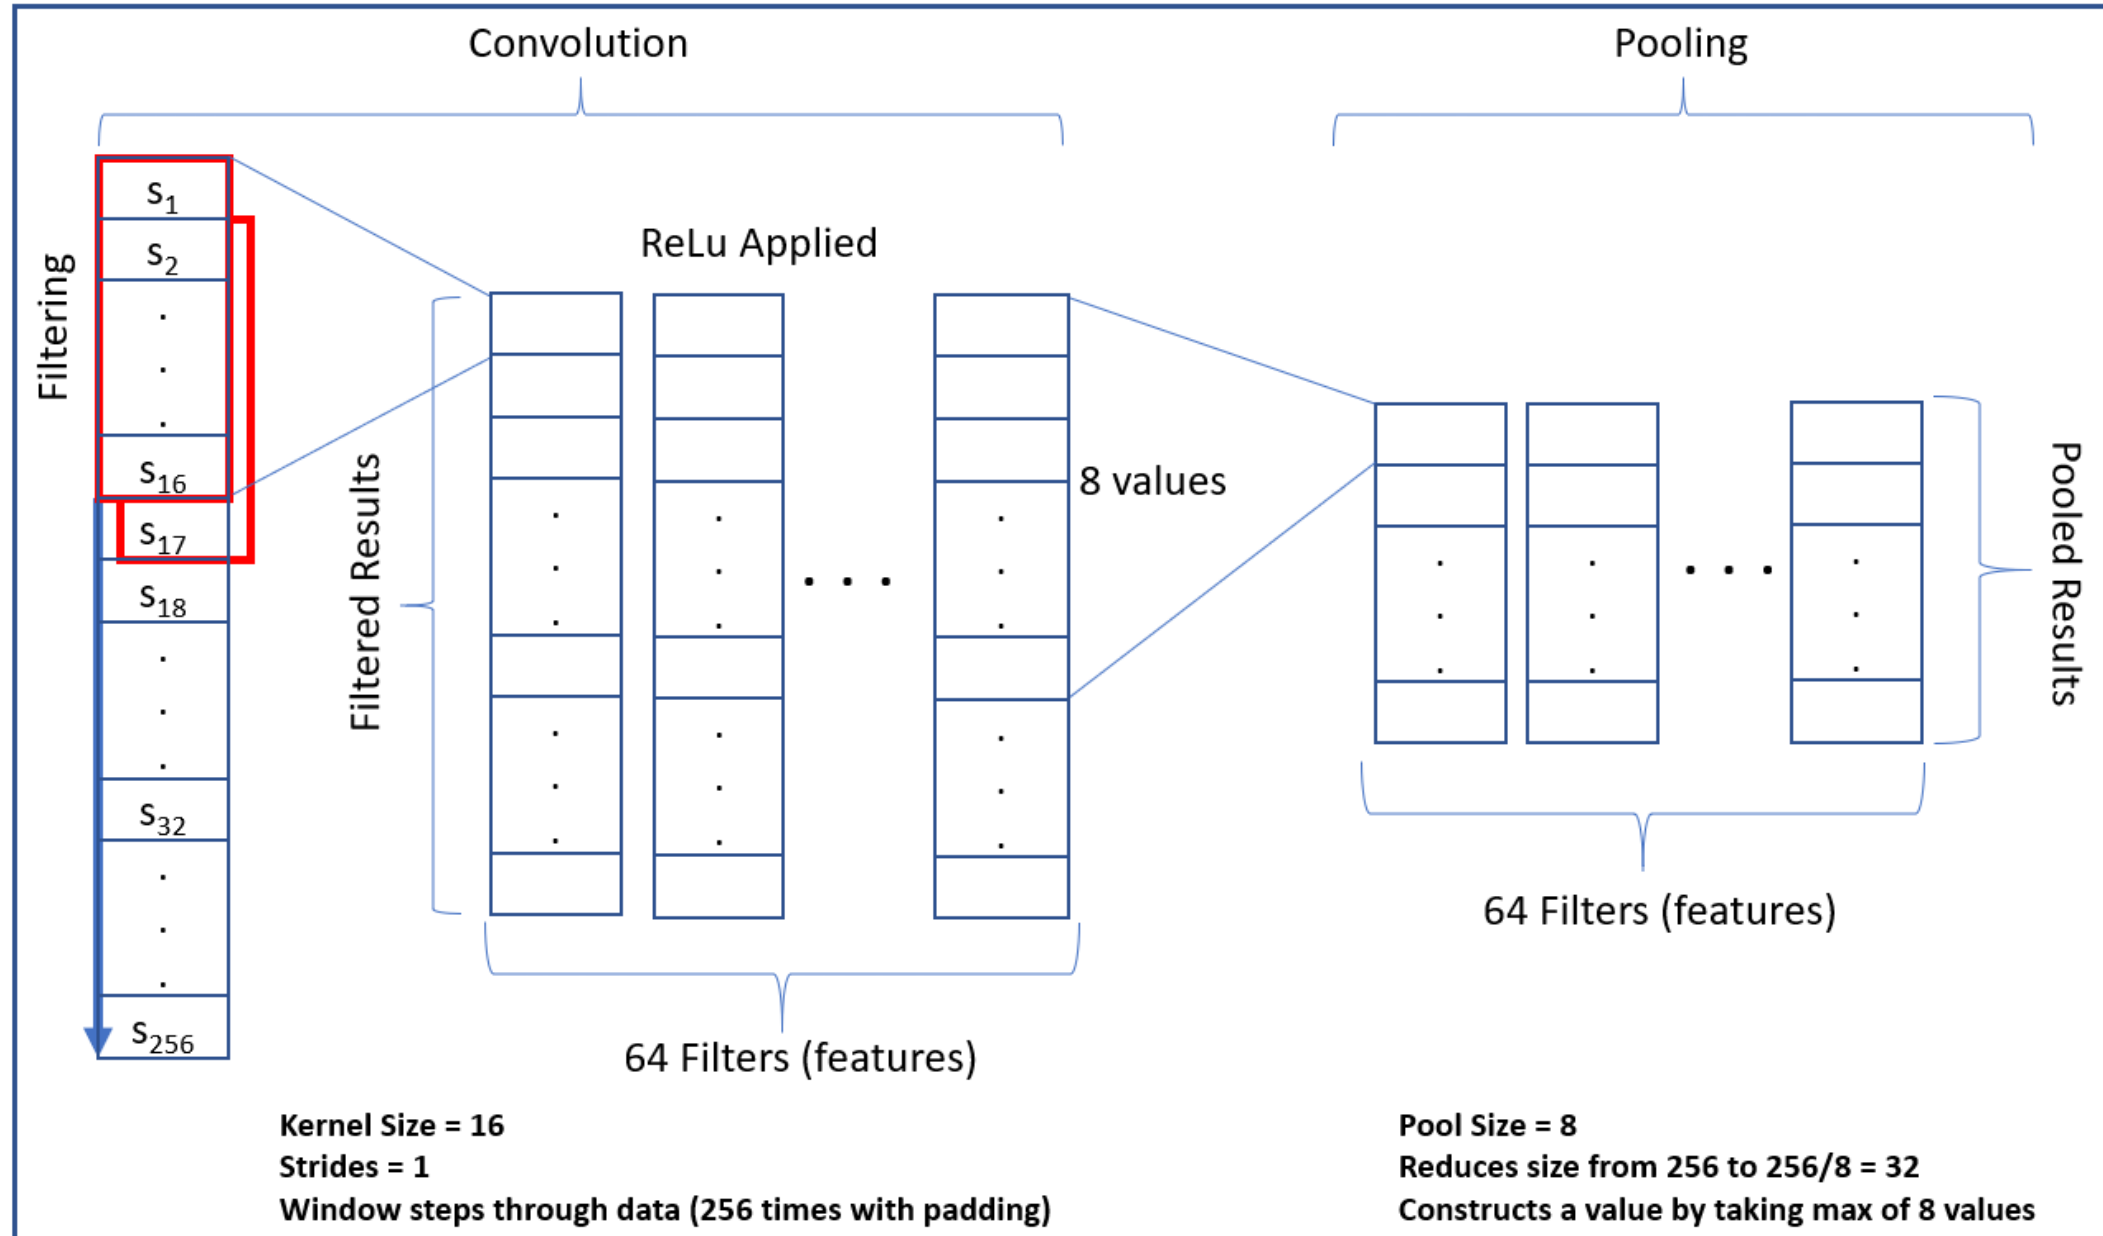 Convolution
Pooling
Filtering
s1
s2
.
.
.
s16
s17
s18
.
.
.
s32
.
.
.
s256
ReLu Applied
Filtered Results
. . .
8 values
. . .
Pooled Results
64 Filters (features)
64 Filters (features)
Kernel Size = 16
Strides = 1
Window steps through data (256 times with padding)
Pool Size = 8
Reduces size from 256 to 256/8 = 32
Constructs a value by taking max of 8 values